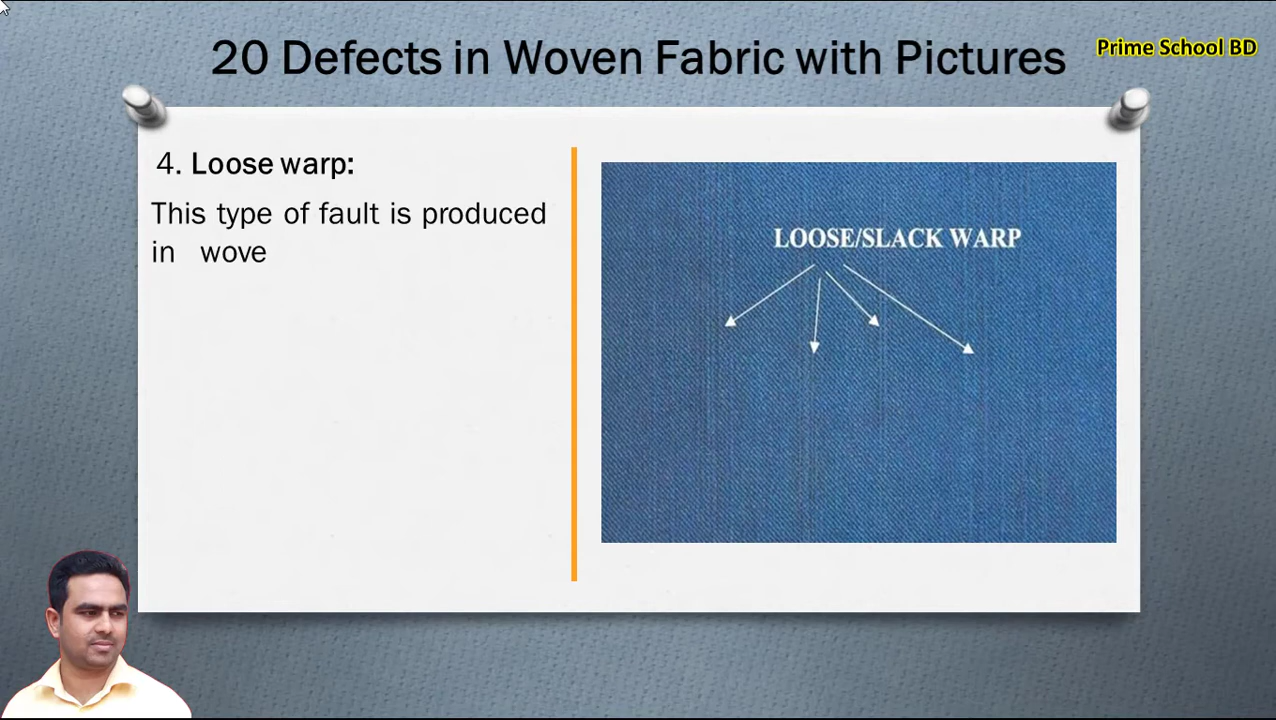 20 Defects in Woven Fabric with Pictures
Prime School BD
4. Loose warp:
This type of fault is produced
in wove
LOOSE/SLACK WARP